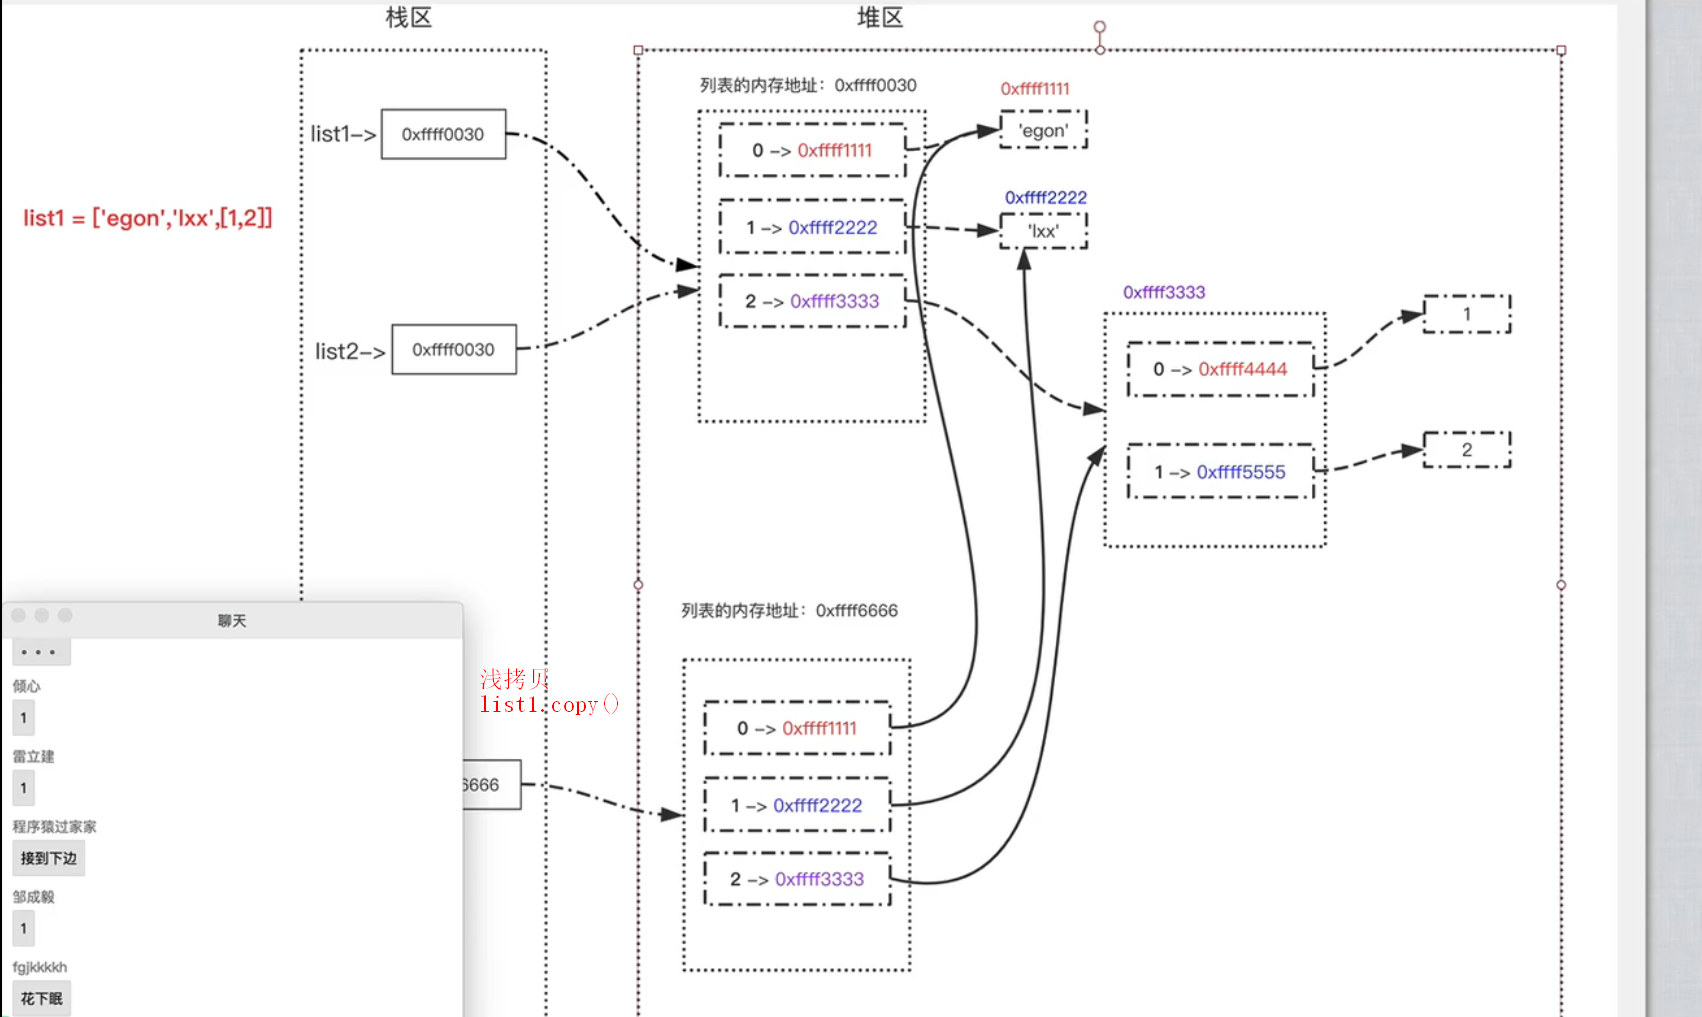 栈区
堆区
列表的内存地址：0xffff0030
0xffff1111
list1->
0xffff0030
0 -> 0xffff1111
'egon'
0xffff2222
list1 = ['egon','lxx',[1,2]]
1 -> 0xffff2222
'lxx'
2 -> 0xffff3333
0xffff3333
1
list2->
0xffff0030
0 -> 0xffff4444
2
1 -> 0xffff5555
列表的内存地址：0xffff6666
聊天
...
倾心
1
浅拷贝
list1.copy()
0 -> 0xffff1111
雷立建
1
6666
1 -> 0xffff2222
程序猿过家家
接到下边
2 -> 0xffff3333
邹成毅
1
fgjkkkkh
花下眠